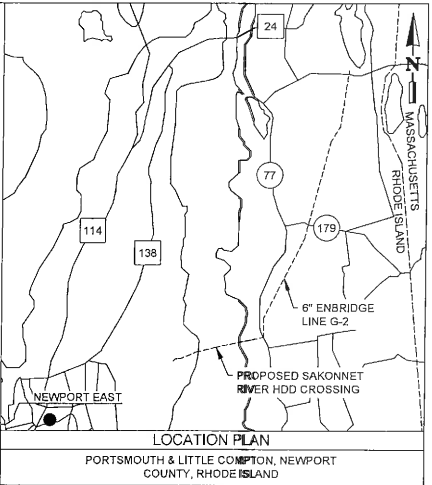 24
N
MASSACHUSETTS
RHODE ISLAND
77
179
114
138
6" ENBRIDGE
LINE G-2
PROPOSED SAKONNET
RIVER HDD CROSSING
NEWPORT EAST
LOCATION PLAN
PORTSMOUTH & LITTLE COMPTON, NEWPORT
COUNTY, RHODE ISLAND